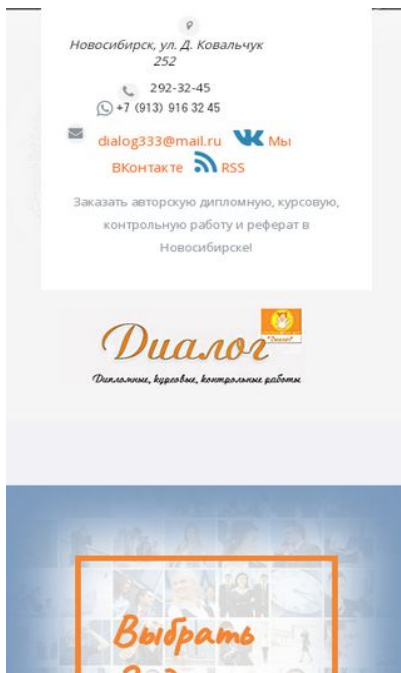 Новосибирск, ул. Д. Ковальчук
252
292-32-45
+7 (913) 916 32 45
dialog333@mail.ru Мы
ВКонтакте RSS
Заказать авторскую дипломную, курсовую,
контрольную работу и реферат в
Новосибирске!
Диалог
"Диалог"
Дипломные, курсовые, контрольные работы
Выбрать